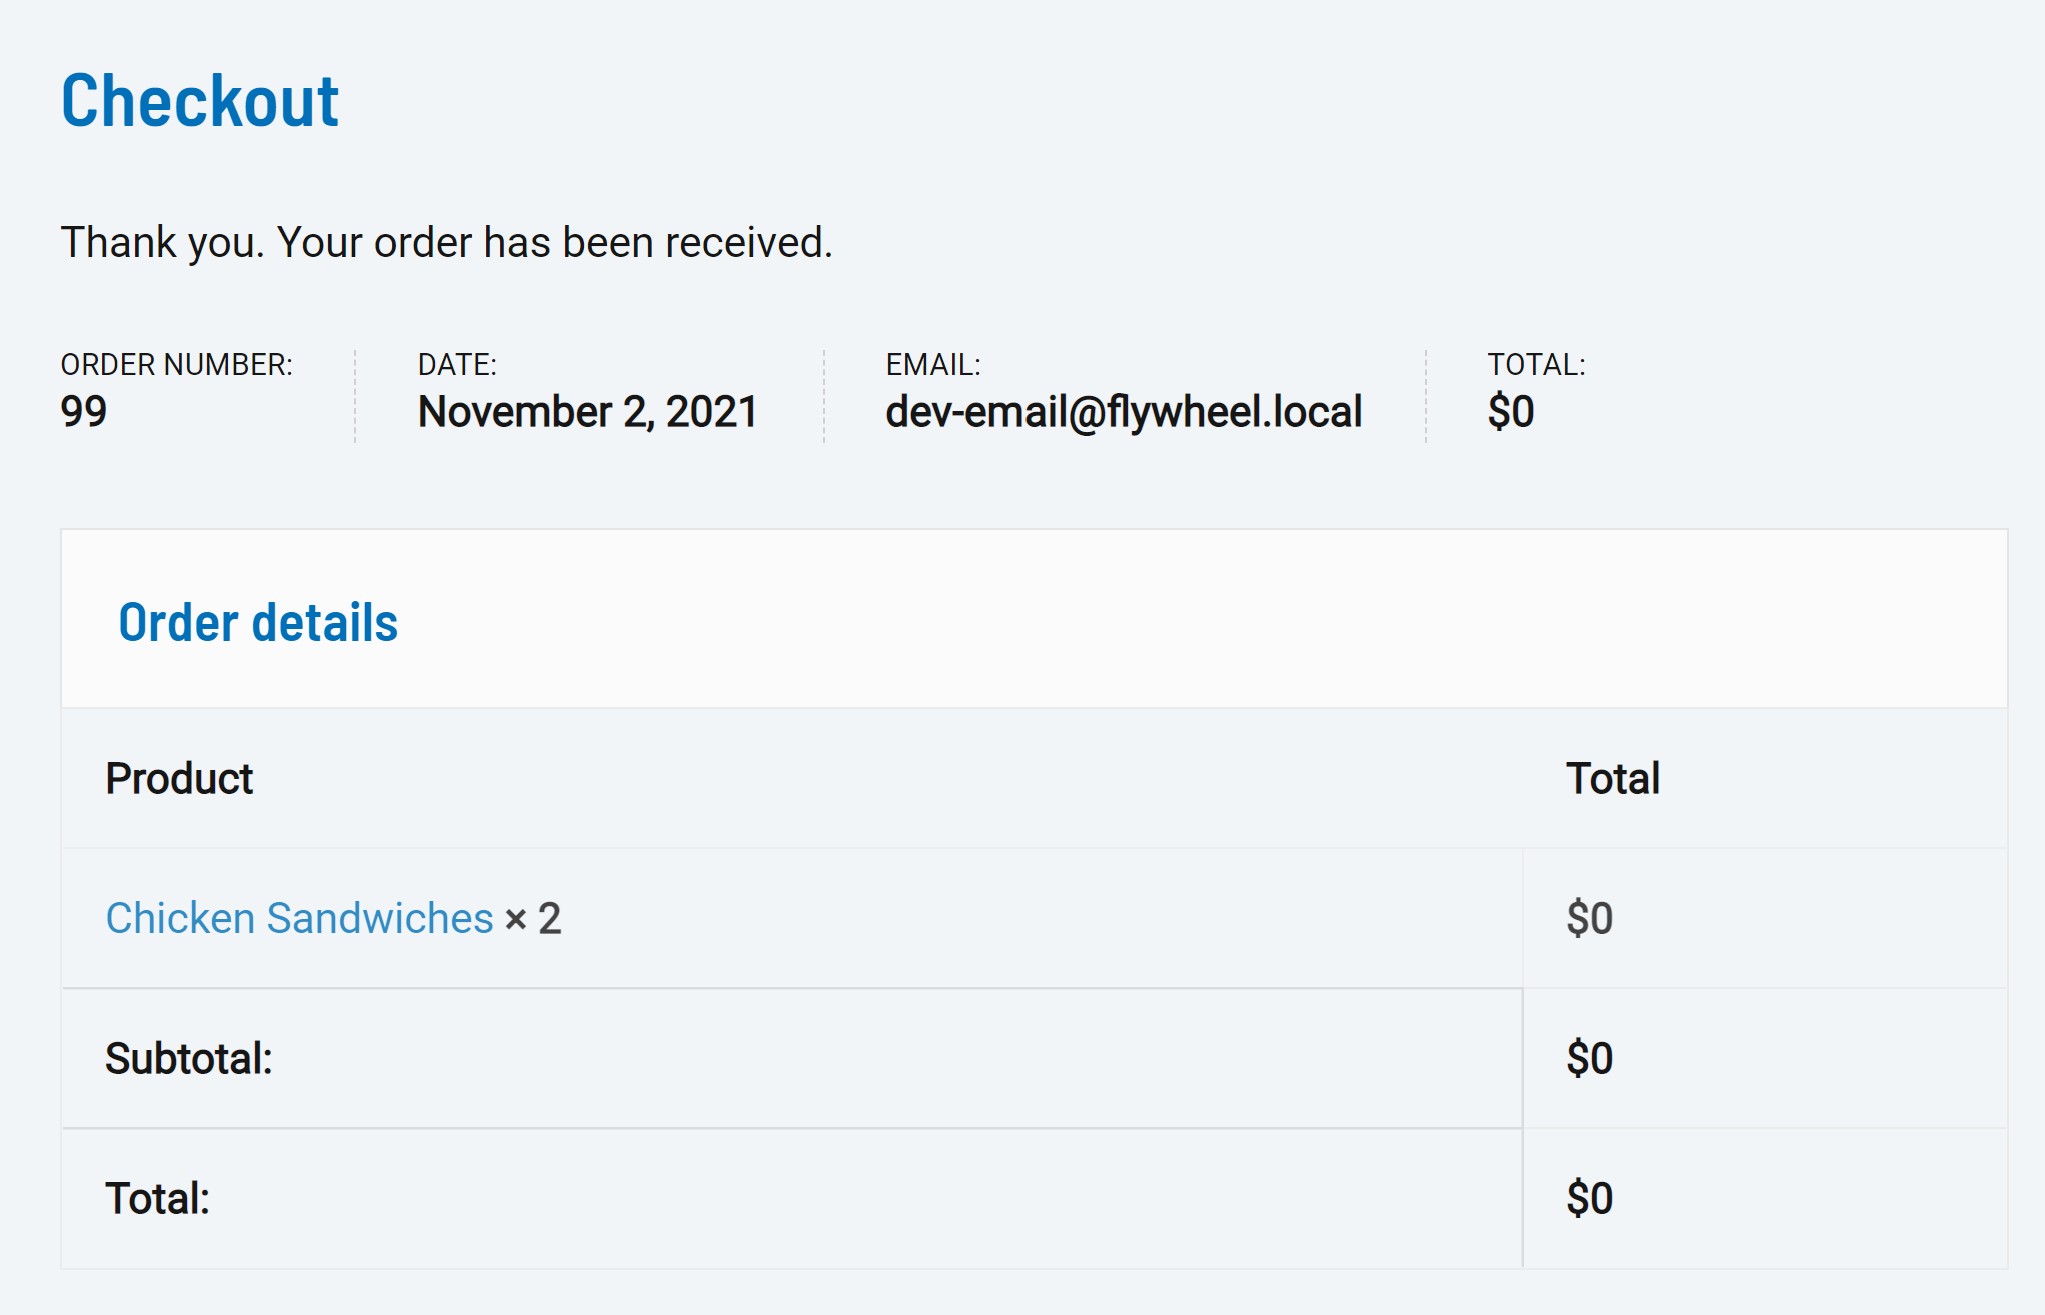 Checkout
Thank you. Your order has been received.
ORDER NUMBER: DATE: EMAIL: TOTAL:
99 November 2, 2021 dev-email@flywheel.local $0
Order details
Product Total
Chicken Sandwiches × 2 $0
Subtotal: $0
Total: $0